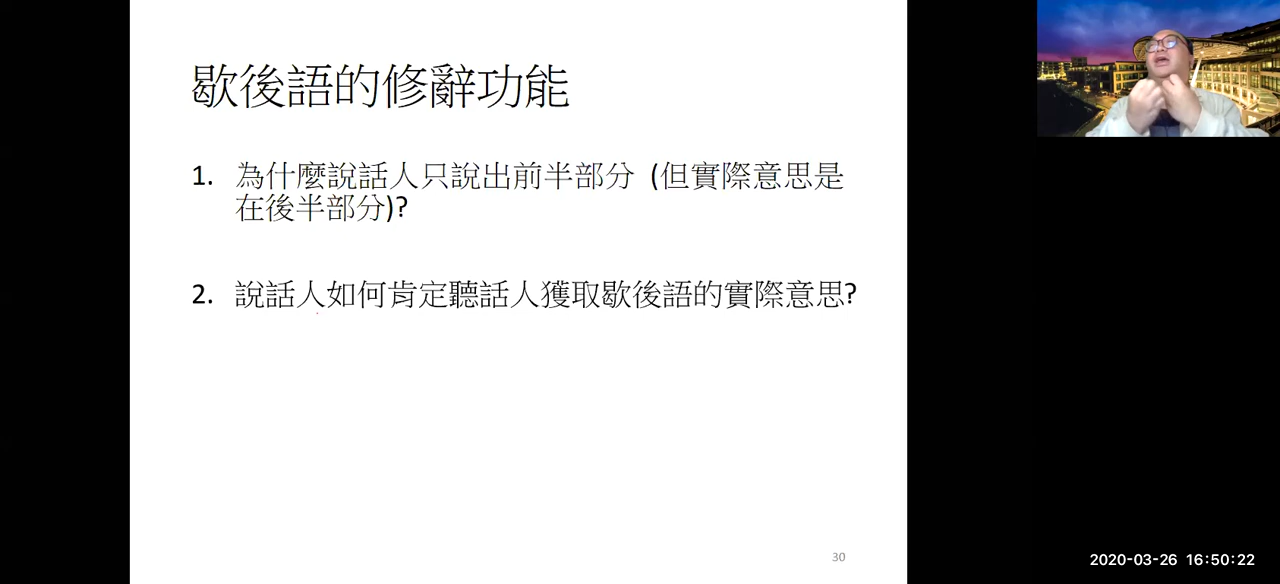 歇後語的修辭功能
1. 為什麼說話人只說出前半部分 (但實際意思是
在後半部分)?
2. 說話人如何肯定聽話人獲取歇後語的實際意思?
30
2020-03-26 16:50:22